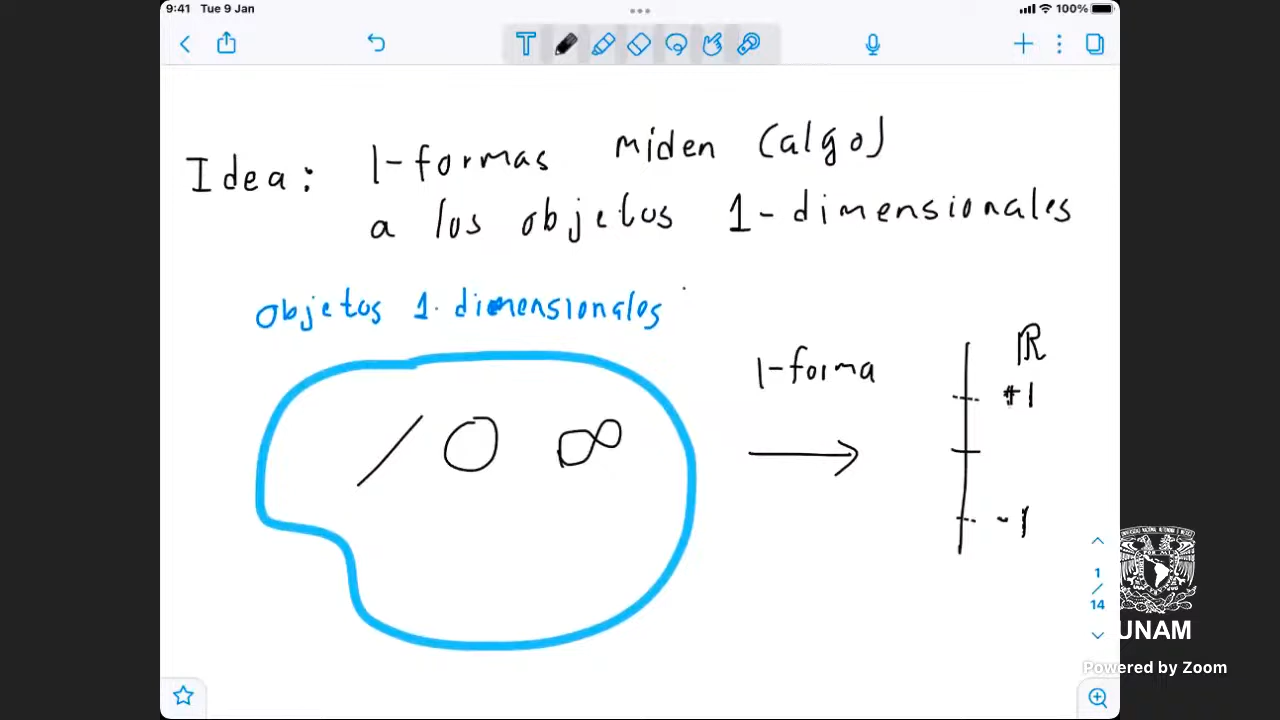 9:41 Tue 9 Jan
100%
Idea: 1-formas miden (algo)
a los objetos 1-dimensionales
objetos 1-dimensionales
1-forma
ℝ
+1
-1
1
/
14
UNAM
Powered by Zoom